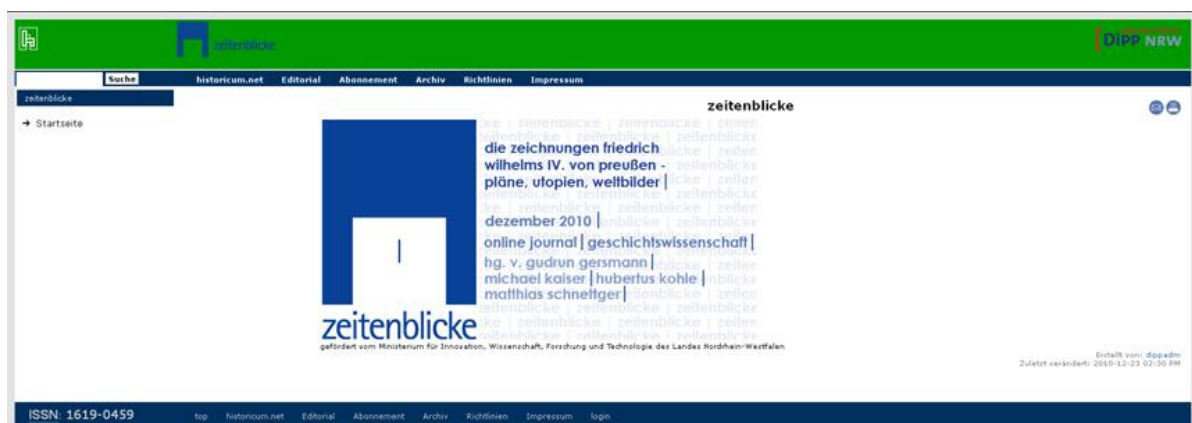 zeitenblicke
DiPP NRW
Suche
historicum.net Editorial Abonnement Archiv Richtlinien Impressum
zeitenblicke
→ Startseite
zeitenblicke
die zeichnungen friedrich
wilhelms IV. von preußen -
pläne, utopien, weltbilder |
dezember 2010 |
online journal | geschichtswissenschaft |
hg. v. gudrun gersmann |
michael kaiser | hubertus kohle |
matthias schnettger |
zeitenblicke
gefördert vom Ministerium für Innovation, Wissenschaft, Forschung und Technologie des Landes Nordrhein-Westfalen
Erstellt von: dippadm
Zuletzt verändert: 2010-12-23 02:30 PM
ISSN: 1619-0459
top historicum.net Editorial Abonnement Archiv Richtlinien Impressum login